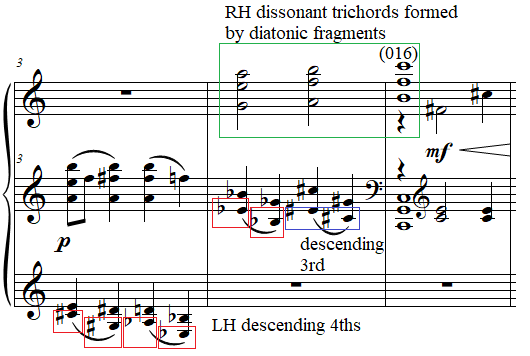 RH dissonant trichords formed
by diatonic fragments
(016)
3
mf
3
p
descending
3rd
LH descending 4ths